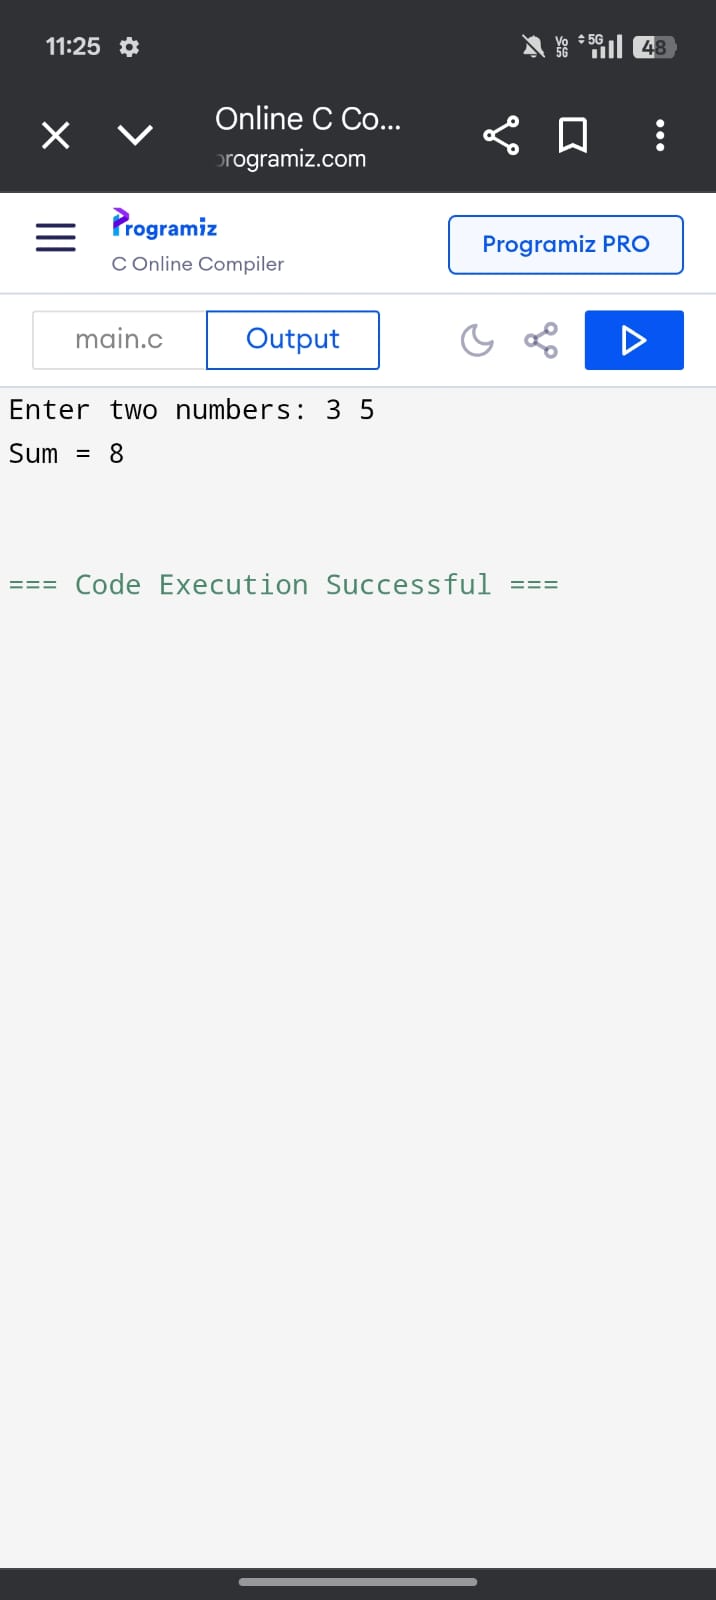 11:25
Vo 5G 5G 48
Online C Co...
programiz.com
Programiz
C Online Compiler
Programiz PRO
main.c
Output
Enter two numbers: 3 5
Sum = 8
=== Code Execution Successful ===